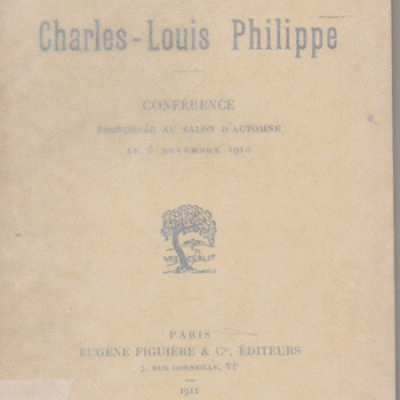 Charles-Louis Philippe
CONFÉRENCE
PRONONCÉE AU SALON D'AUTOMNE
LE 5 NOVEMBRE 1910
PARIS
EUGÈNE FIGUIÈRE & Cie, ÉDITEURS
7, RUE CORNEILLE, VIe
1911